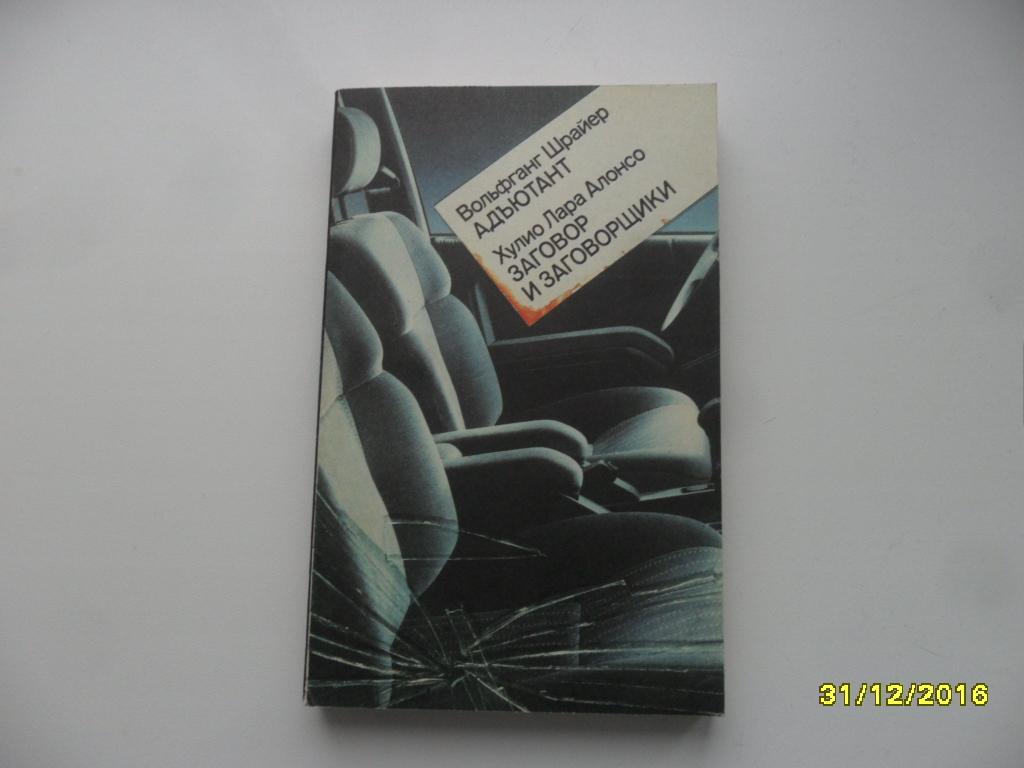 Вольфганг Шрайер
АДЪЮТАНТ
Хулио Лара Алонсо
ЗАГОВОР
И ЗАГОВОРЩИКИ
31/12/2016